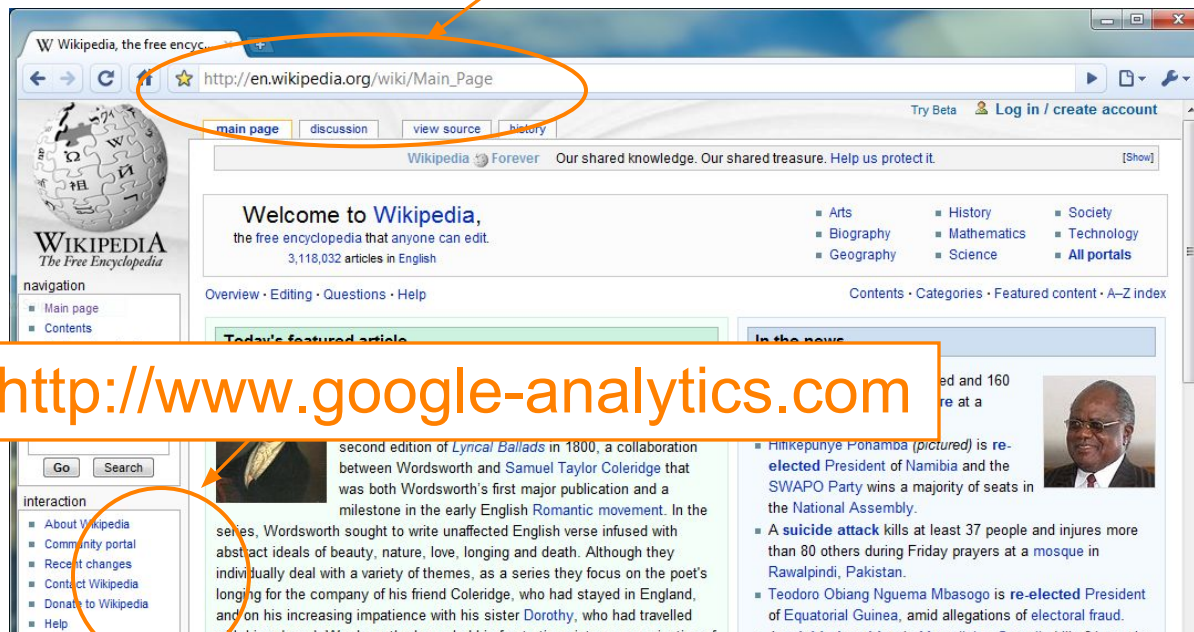 Wikipedia, the free encyc...
http://en.wikipedia.org/wiki/Main_Page
Try Beta Log in / create account
main page discussion view source history
Wikipedia Forever Our shared knowledge. Our shared treasure. Help us protect it. [Show]
WIKIPEDIA
The Free Encyclopedia
navigation
Main page
Contents
Welcome to Wikipedia,
the free encyclopedia that anyone can edit.
3,118,032 articles in English
Arts History Society
Biography Mathematics Technology
Geography Science All portals
Overview · Editing · Questions · Help Contents · Categories · Featured content · A–Z index
Today's featured article
In the news
http://www.google-analytics.com
Go Search
interaction
About Wikipedia
Community portal
Recent changes
Contact Wikipedia
Donate to Wikipedia
Help
second edition of Lyrical Ballads in 1800, a collaboration
between Wordsworth and Samuel Taylor Coleridge that
was both Wordsworth's first major publication and a
milestone in the early English Romantic movement. In the
series, Wordsworth sought to write unaffected English verse infused with
abstract ideals of beauty, nature, love, longing and death. Although they
individually deal with a variety of themes, as a series they focus on the poet's
longing for the company of his friend Coleridge, who had stayed in England,
and on his increasing impatience with his sister Dorothy, who had travelled
ed and 160
re at a
Hifikepunye Pohamba (pictured) is re-
elected President of Namibia and the
SWAPO Party wins a majority of seats in
the National Assembly.
A suicide attack kills at least 37 people and injures more
than 80 others during Friday prayers at a mosque in
Rawalpindi, Pakistan.
Teodoro Obiang Nguema Mbasogo is re-elected President
of Equatorial Guinea, amid allegations of electoral fraud.